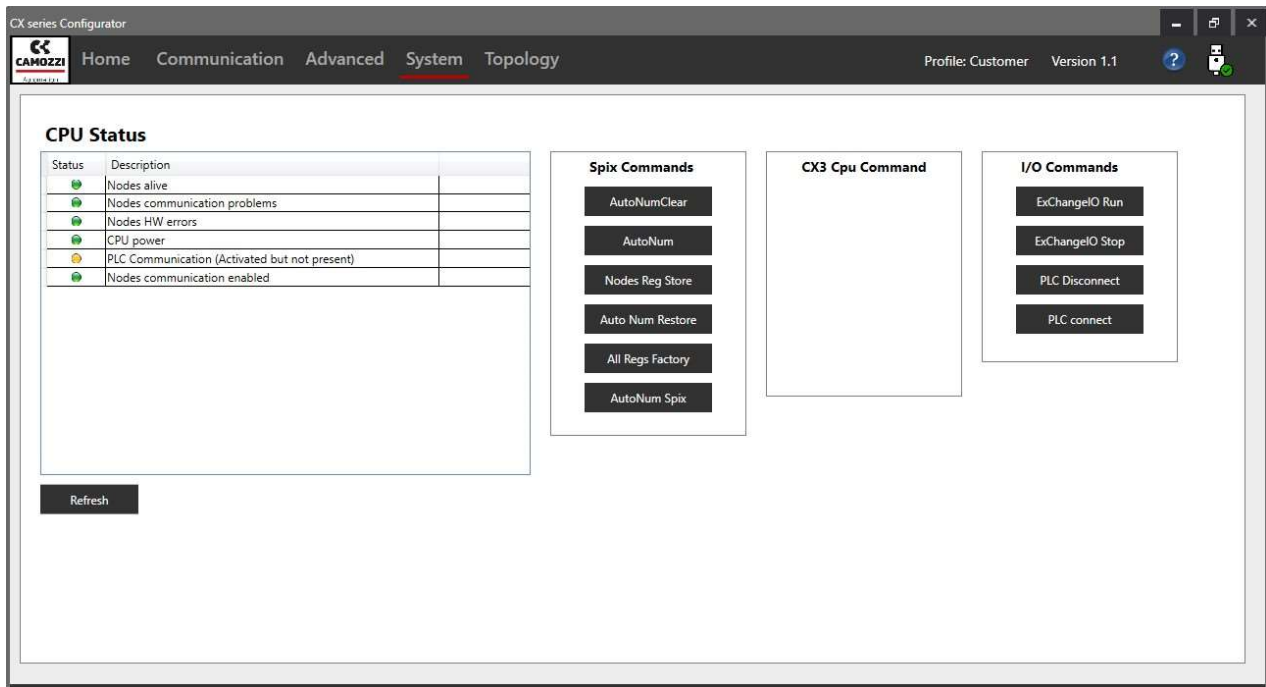 CX series Configurator
CAMOZZI
Automation
Home Communication Advanced System Topology
Profile: Customer Version 1.1 ?
CPU Status
Status Description
Nodes alive
Nodes communication problems
Nodes HW errors
CPU power
PLC Communication (Activated but not present)
Nodes communication enabled
Refresh
Spix Commands
AutoNumClear
AutoNum
Nodes Reg Store
Auto Num Restore
All Regs Factory
AutoNum Spix
CX3 Cpu Command
I/O Commands
ExChangeIO Run
ExChangeIO Stop
PLC Disconnect
PLC connect